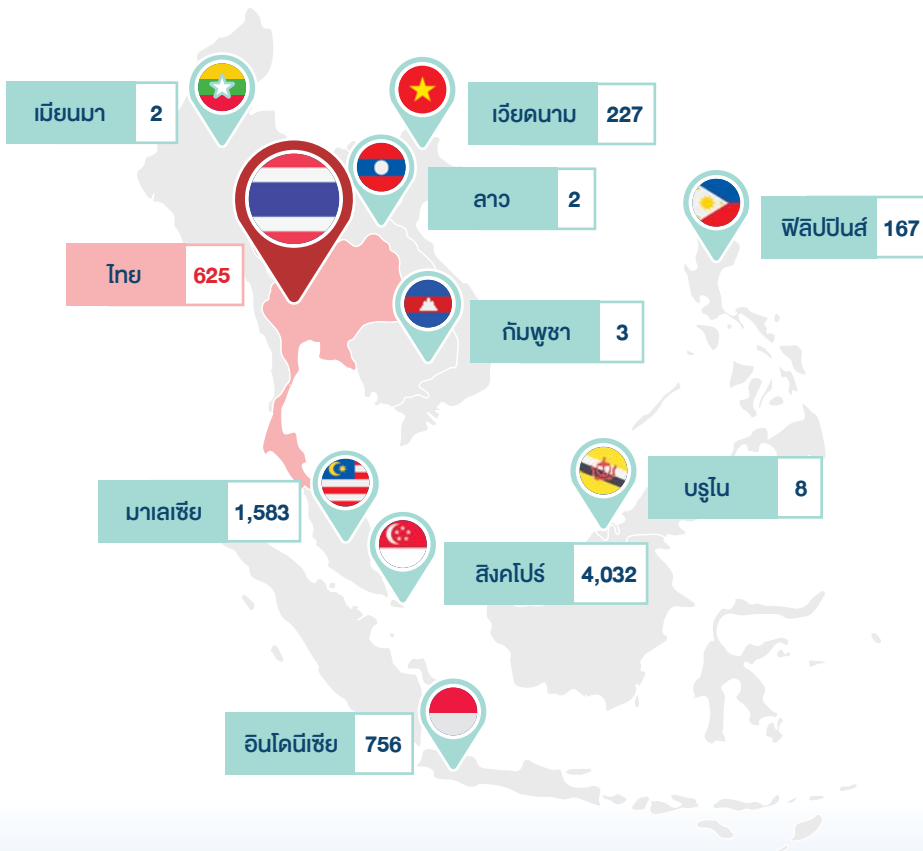 เมียนมา 2
เวียดนาม 227
ลาว 2
ฟิลิปปินส์ 167
ไทย 625
กัมพูชา 3
มาเลเซีย 1,583
บรูไน 8
สิงคโปร์ 4,032
อินโดนีเซีย 756